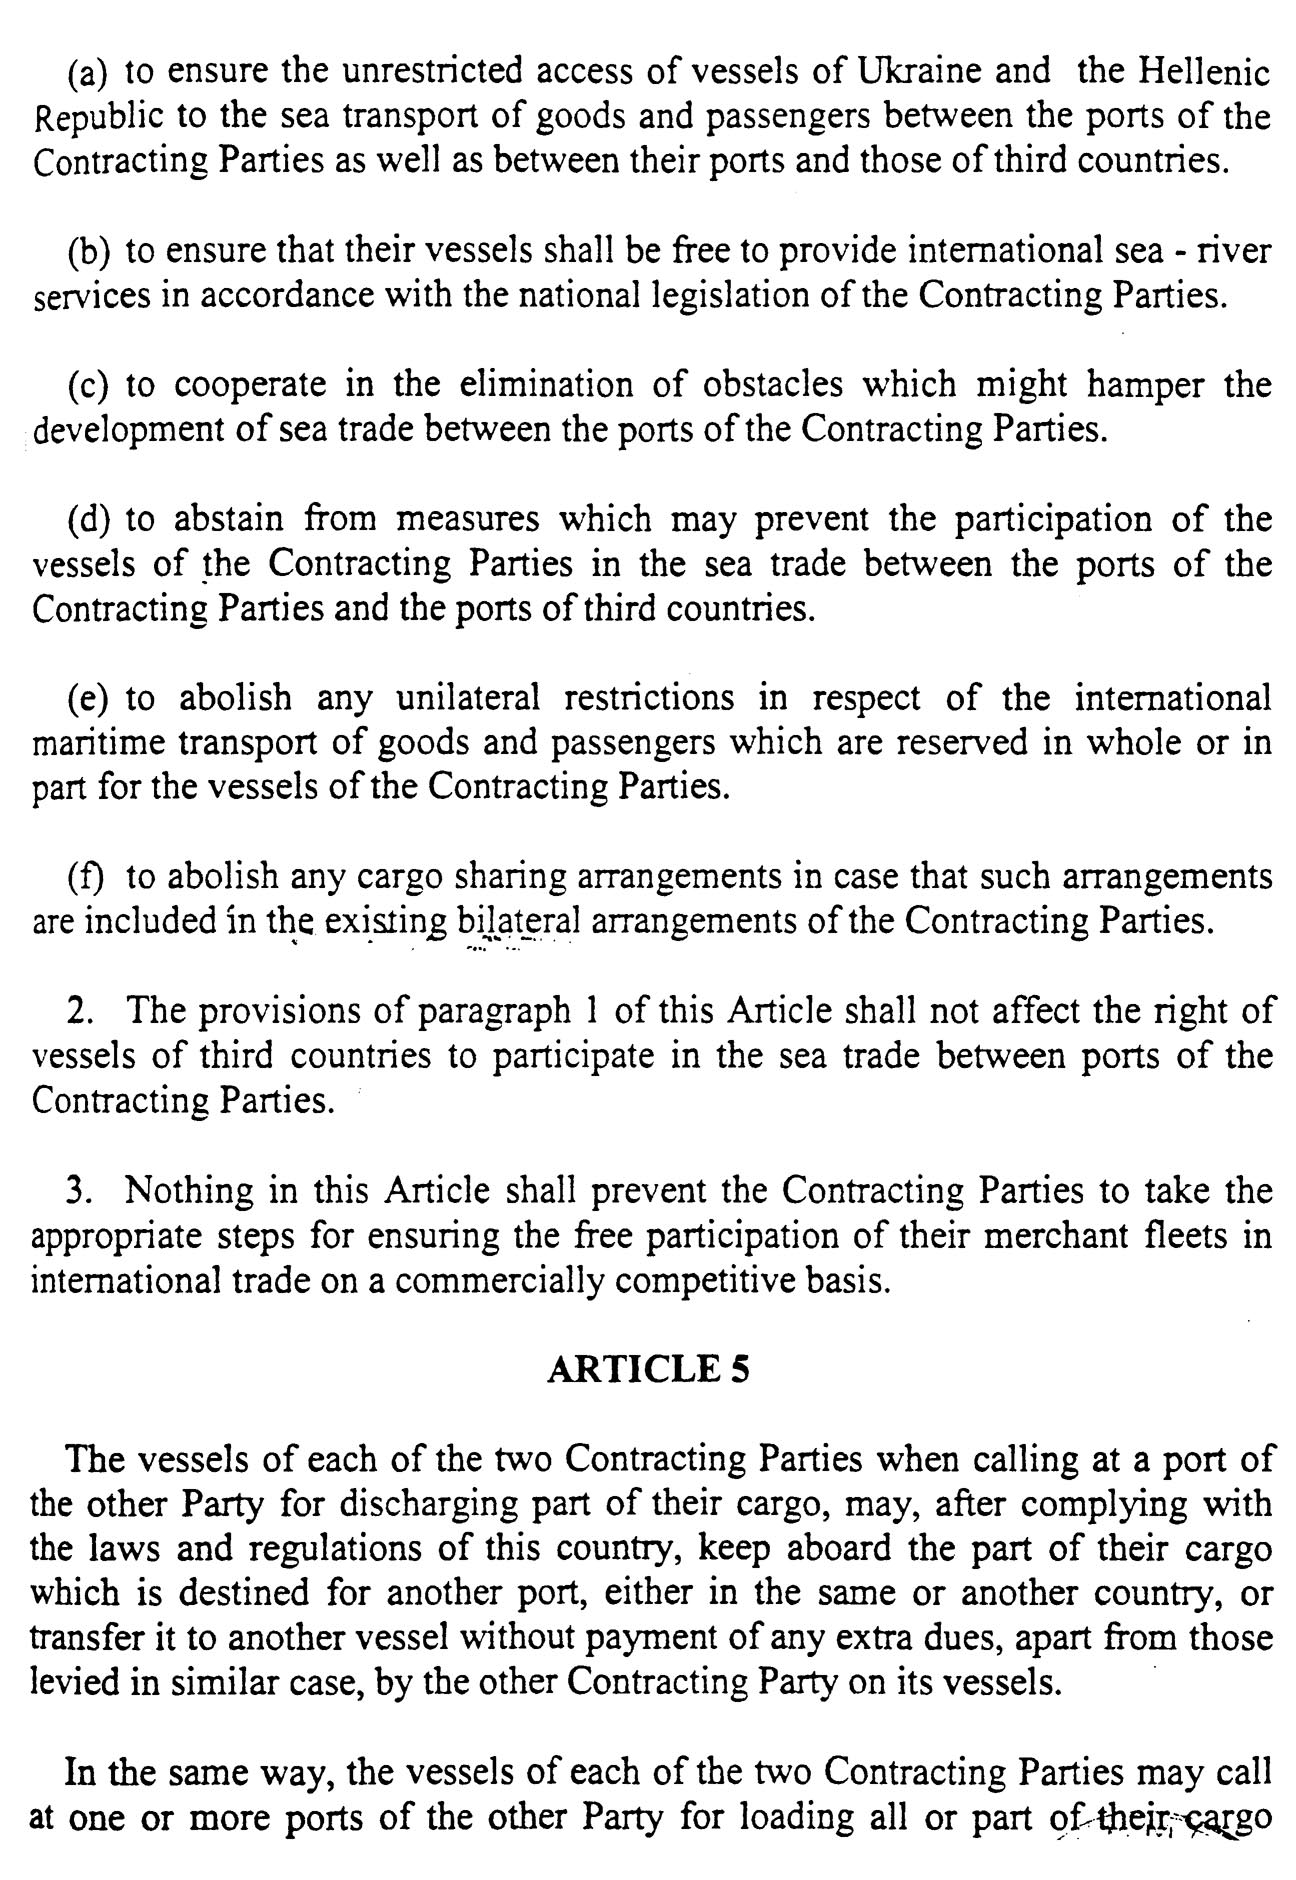 (a) to ensure the unrestricted access of vessels of Ukraine and the Hellenic
Republic to the sea transport of goods and passengers between the ports of the
Contracting Parties as well as between their ports and those of third countries.
(b) to ensure that their vessels shall be free to provide international sea - river
services in accordance with the national legislation of the Contracting Parties.
(c) to cooperate in the elimination of obstacles which might hamper the
development of sea trade between the ports of the Contracting Parties.
(d) to abstain from measures which may prevent the participation of the
vessels of the Contracting Parties in the sea trade between the ports of the
Contracting Parties and the ports of third countries.
(e) to abolish any unilateral restrictions in respect of the international
maritime transport of goods and passengers which are reserved in whole or in
part for the vessels of the Contracting Parties.
(f) to abolish any cargo sharing arrangements in case that such arrangements
are included in the existing bilateral arrangements of the Contracting Parties.
2. The provisions of paragraph 1 of this Article shall not affect the right of
vessels of third countries to participate in the sea trade between ports of the
Contracting Parties.
3. Nothing in this Article shall prevent the Contracting Parties to take the
appropriate steps for ensuring the free participation of their merchant fleets in
international trade on a commercially competitive basis.
ARTICLE 5
The vessels of each of the two Contracting Parties when calling at a port of
the other Party for discharging part of their cargo, may, after complying with
the laws and regulations of this country, keep aboard the part of their cargo
which is destined for another port, either in the same or another country, or
transfer it to another vessel without payment of any extra dues, apart from those
levied in similar case, by the other Contracting Party on its vessels.
In the same way, the vessels of each of the two Contracting Parties may call
at one or more ports of the other Party for loading all or part of their cargo